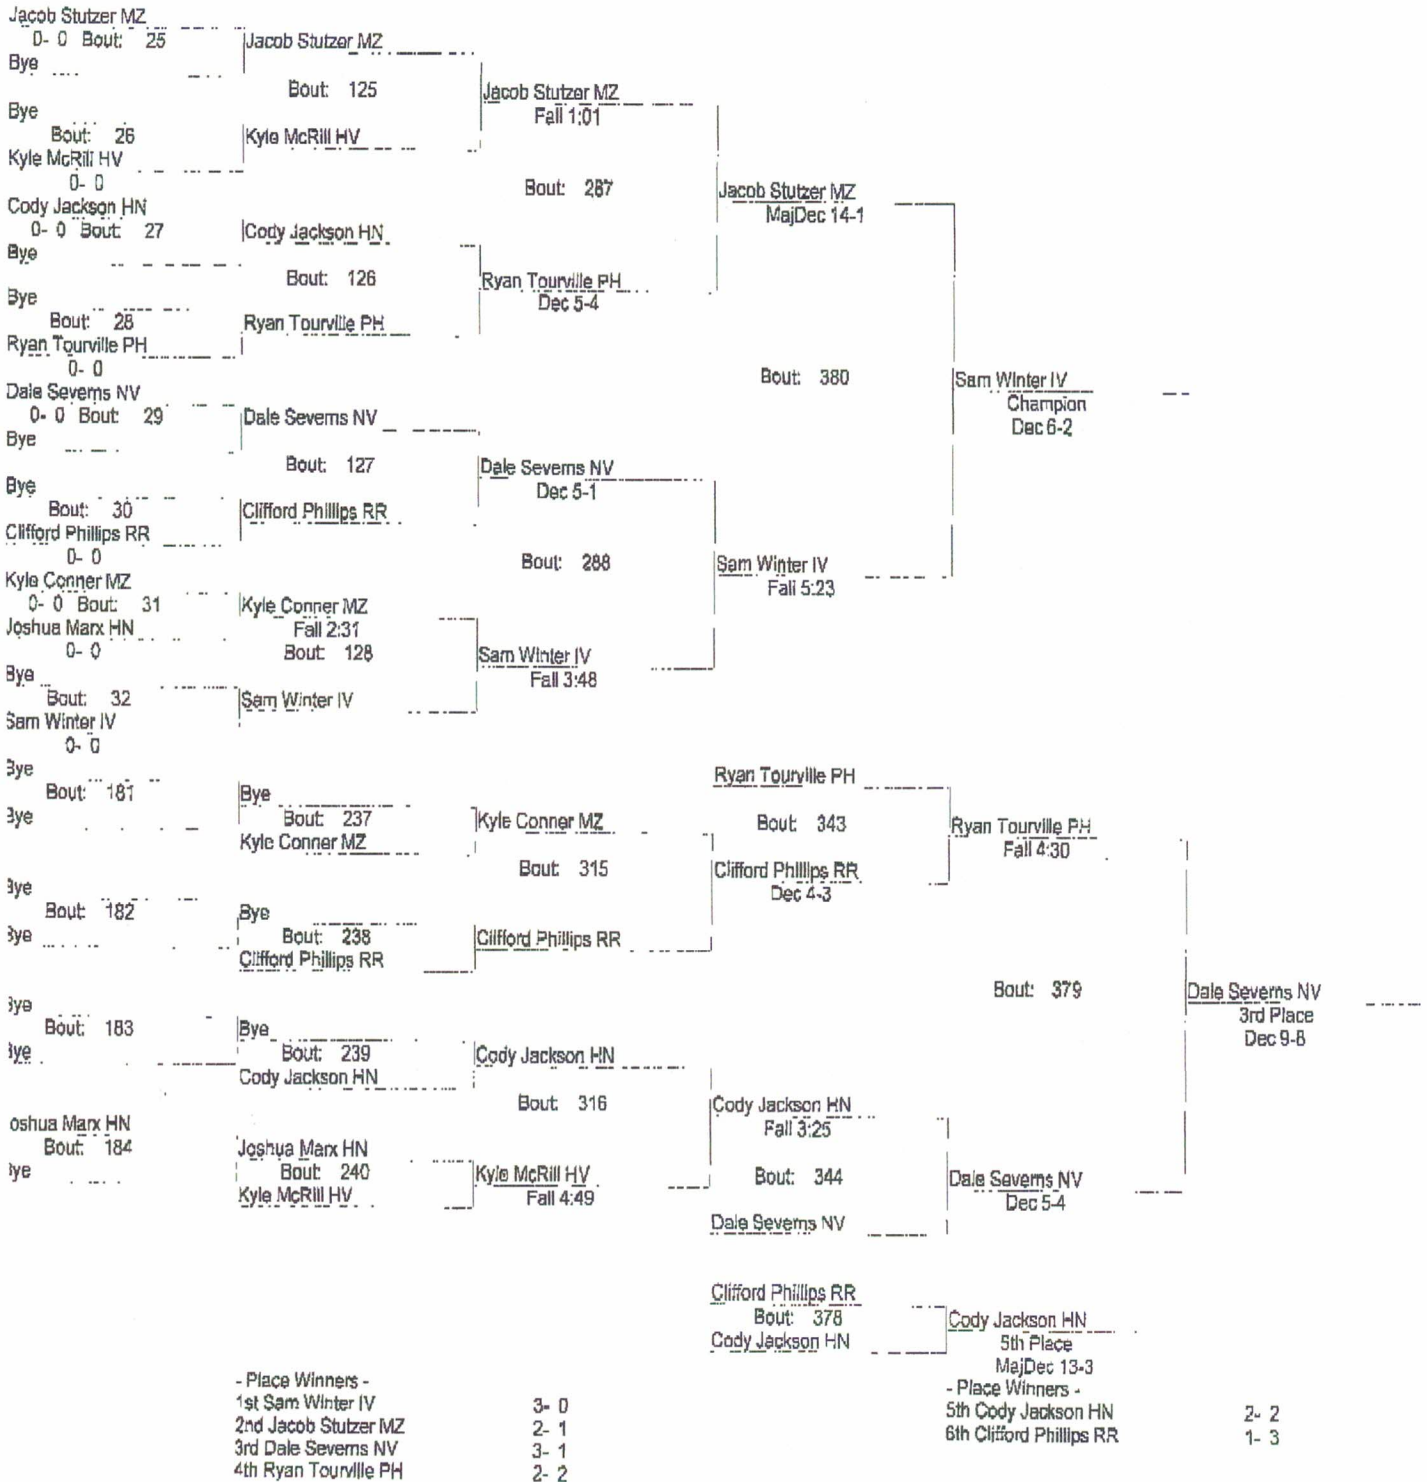 Jacob Stutzer MZ
0- 0 Bout: 25
Bye
Bye
Bout: 26
Kyle McRill HV
0- 0
Cody Jackson HN
0- 0 Bout: 27
Bye
Bye
Bout: 28
Ryan Tourville PH
0- 0
Dale Severns NV
0- 0 Bout: 29
Bye
Bye
Bout: 30
Clifford Phillips RR
0- 0
Kyle Conner MZ
0- 0 Bout: 31
Joshua Marx HN
0- 0
Bye
Bout: 32
Sam Winter IV
0- 0
Jacob Stutzer MZ
Bout: 125
Kyle McRill HV
Cody Jackson HN
Bout: 126
Ryan Tourville PH
Dale Severns NV
Bout: 127
Clifford Phillips RR
Kyle Conner MZ
Fall 2:31
Bout: 128
Sam Winter IV
Jacob Stutzer MZ
Fall 1:01
Bout: 287
Ryan Tourville PH
Dec 5-4
Dale Severns NV
Dec 5-1
Bout: 288
Sam Winter IV
Fall 3:48
Jacob Stutzer MZ
MajDec 14-1
Bout: 380
Sam Winter IV
Fall 5:23
Sam Winter IV
Champion
Dec 6-2
Bye
Bout: 181
Bye
Bye
Bout: 182
Bye
Bye
Bout: 183
Bye
oshua Marx HN
Bout: 184
Bye
Bye
Bout: 237
Kyle Conner MZ
Bye
Bout: 238
Clifford Phillips RR
Bye
Bout: 239
Cody Jackson HN
Joshua Marx HN
Bout: 240
Kyle McRill HV
Kyle Conner MZ
Bout: 315
Clifford Phillips RR
Cody Jackson HN
Bout: 316
Kyle McRill HV
Fall 4:49
Ryan Tourville PH
Bout: 343
Clifford Phillips RR
Dec 4-3
Cody Jackson HN
Fall 3:25
Bout: 344
Dale Severns NV
Ryan Tourville PH
Fall 4:30
Bout: 379
Dale Severns NV
Dec 5-4
Dale Severns NV
3rd Place
Dec 9-8
Clifford Phillips RR
Bout: 378
Cody Jackson HN
Cody Jackson HN
5th Place
MajDec 13-3
- Place Winners -
1st Sam Winter IV 3- 0
2nd Jacob Stutzer MZ 2- 1
3rd Dale Severns NV 3- 1
4th Ryan Tourville PH 2- 2
- Place Winners -
5th Cody Jackson HN 2- 2
6th Clifford Phillips RR 1- 3